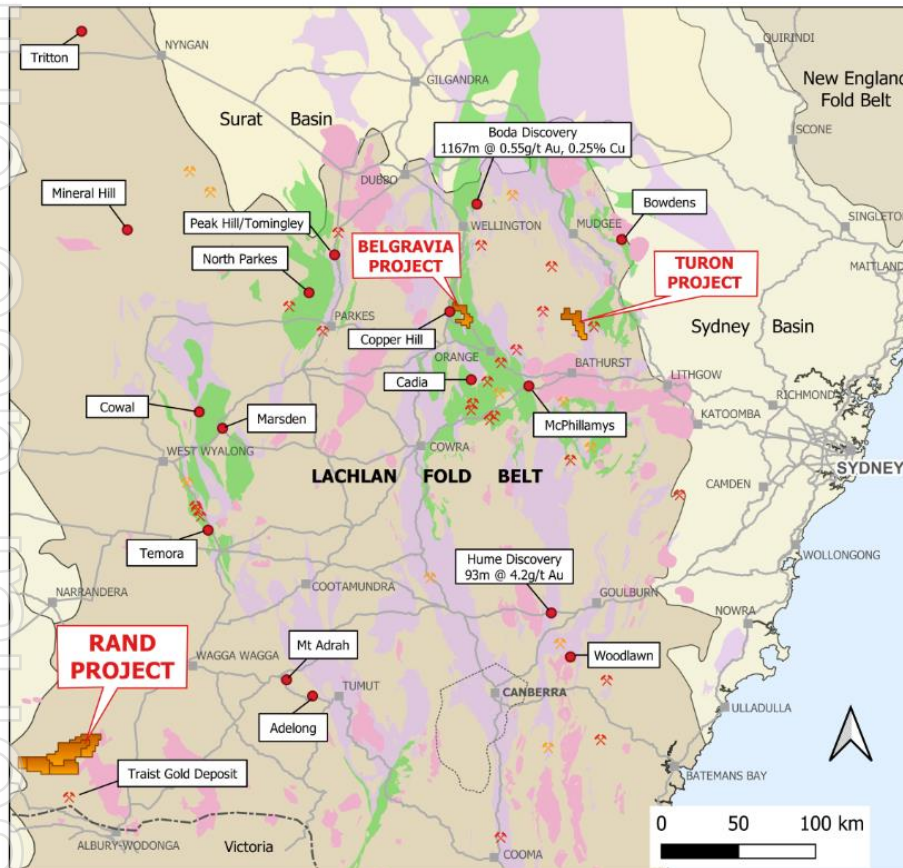 NYNGAN
Tritton
QUIRINDI
GILGANDRA
New England
Fold Belt
Surat Basin
SCONE
Boda Discovery
1167m @ 0.55g/t Au, 0.25% Cu
DUBBO
Mineral Hill
Peak Hill/Tomingley
WELLINGTON
MUDGEE
Bowdens
SINGLETON
BELGRAVIA
PROJECT
North Parkes
TURON
PROJECT
MAITLAND
PARKES
Copper Hill
Sydney Basin
ORANGE
BATHURST
LITHGOW
Cadia
RICHMOND
Cowal
Marsden
McPhillamys
KATOOMBA
WEST WYALONG
COWRA
SYDNEY
LACHLAN FOLD BELT
CAMDEN
Temora
Hume Discovery
93m @ 4.2g/t Au
WOLLONGONG
NARRANDERA
COOTAMUNDRA
GOULBURN
NOWRA
RAND
PROJECT
Mt Adrah
WAGGA WAGGA
Woodlawn
TUMUT
CANBERRA
Adelong
ULLADULLA
Traist Gold Deposit
BATEMANS BAY
ALBURY-WODONGA
Victoria
COOMA
0 50 100 km